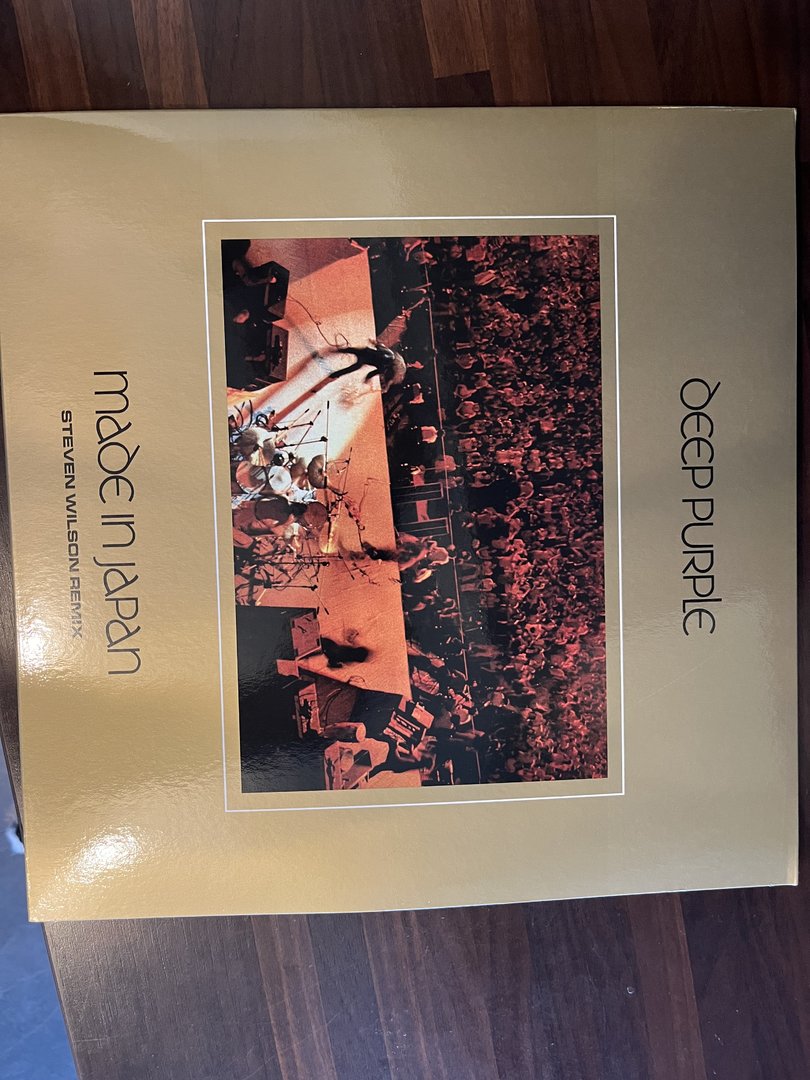 DEEP PURPLE
MADE IN JAPAN
STEVEN WILSON REMIX